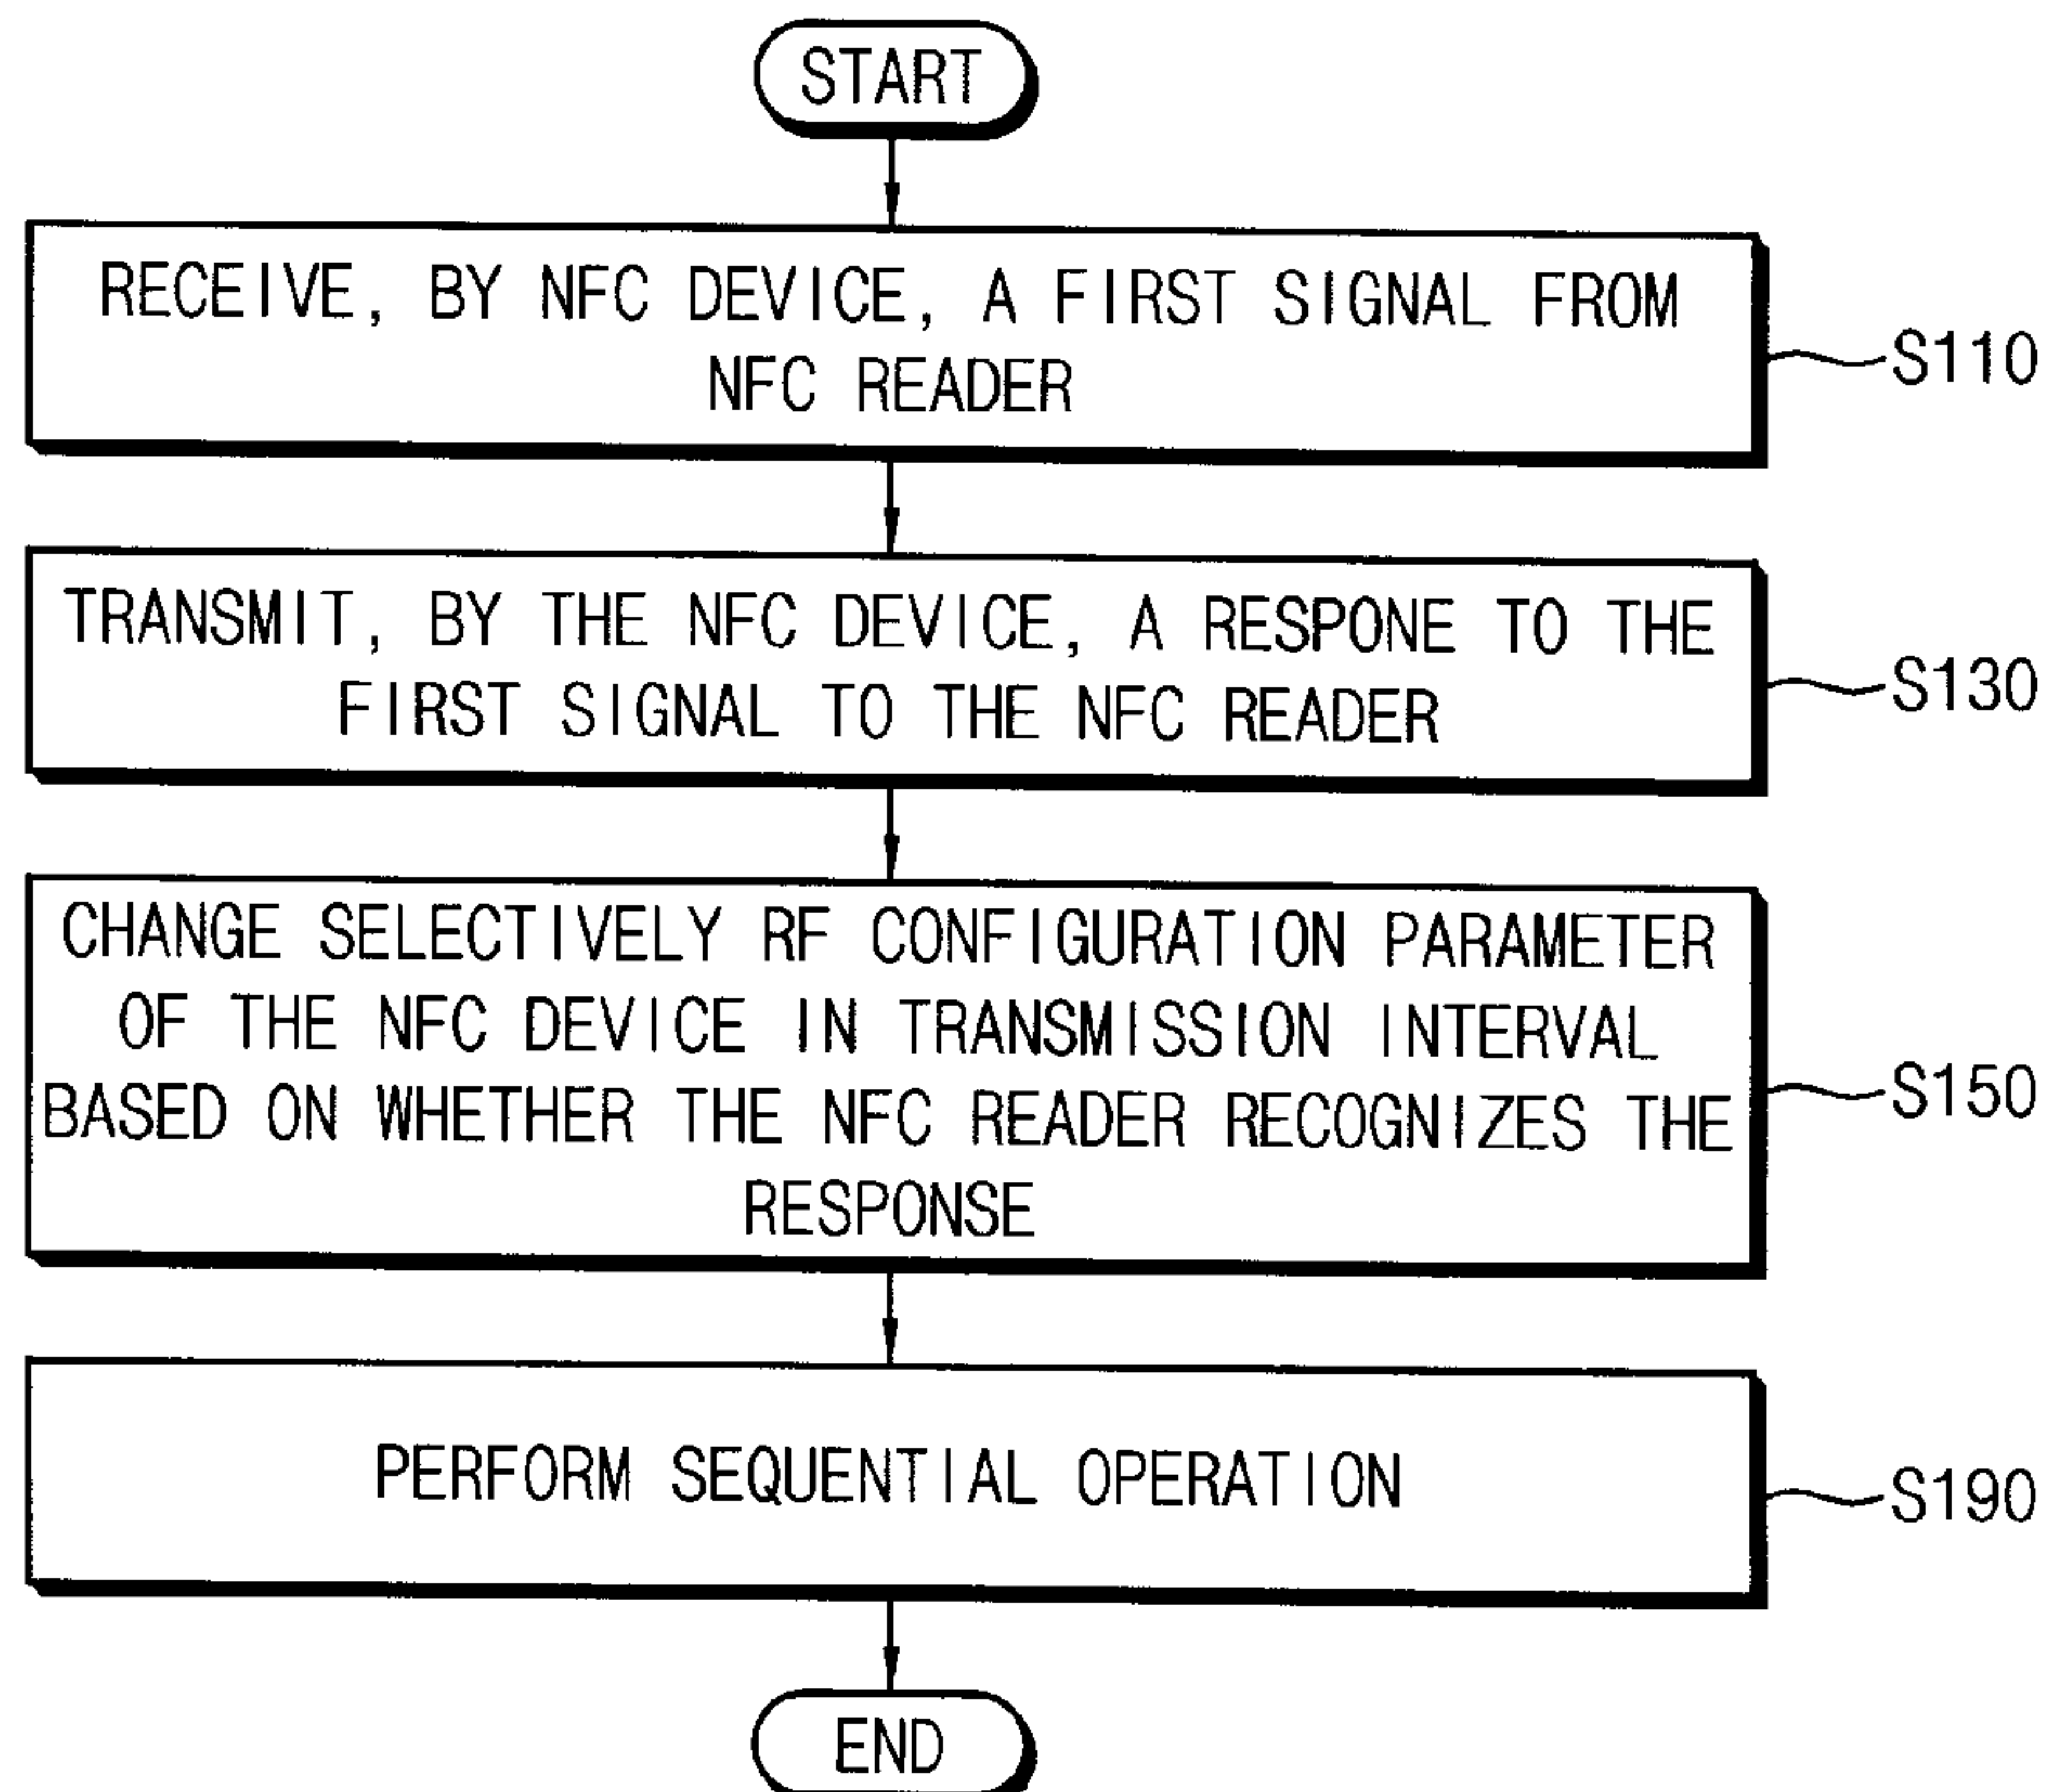 START
RECEIVE, BY NFC DEVICE, A FIRST SIGNAL FROM
NFC READER
S110
TRANSMIT, BY THE NFC DEVICE, A RESPONE TO THE
FIRST SIGNAL TO THE NFC READER
S130
CHANGE SELECTIVELY RF CONFIGURATION PARAMETER
OF THE NFC DEVICE IN TRANSMISSION INTERVAL
BASED ON WHETHER THE NFC READER RECOGNIZES THE
RESPONSE
S150
PERFORM SEQUENTIAL OPERATION
S190
END